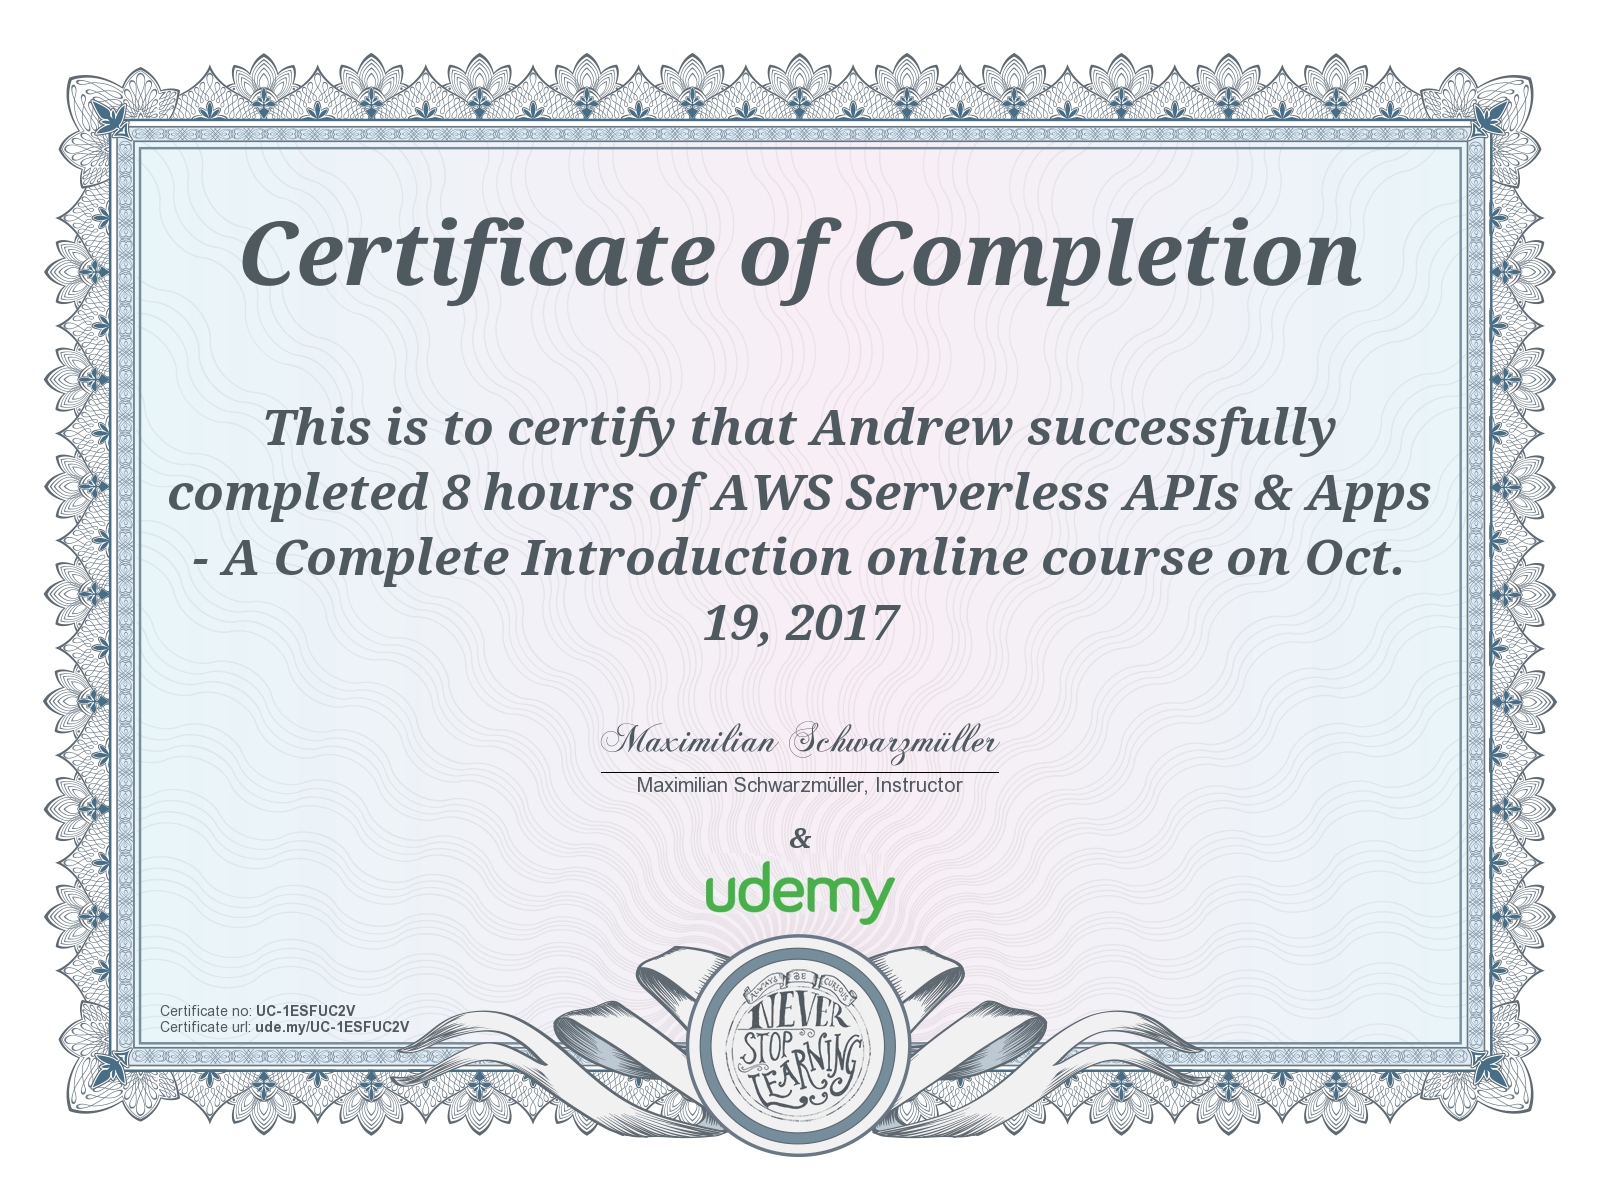 Certificate of Completion
This is to certify that Andrew successfully
completed 8 hours of AWS Serverless APIs & Apps
- A Complete Introduction online course on Oct.
19, 2017
Maximilian Schwarzmüller
Maximilian Schwarzmüller, Instructor
&
udemy
Certificate no: UC-1ESFUC2V
Certificate url: ude.my/UC-1ESFUC2V
ALWAYS BE CURIOUS
NEVER
STOP
LEARNING